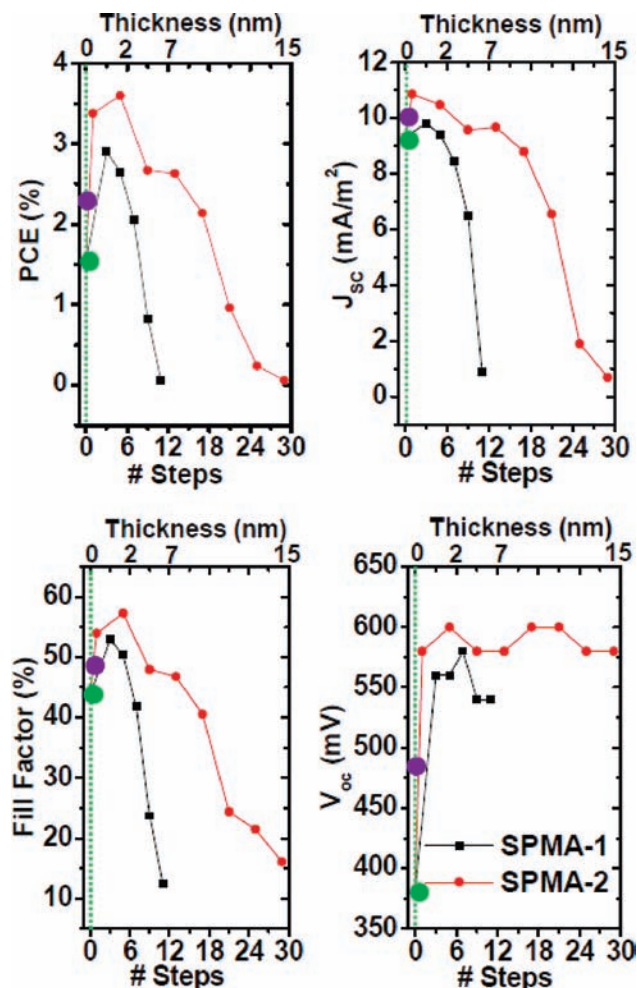 Thickness (nm)
0 2 7 15
4
3
2
1
0
PCE (%)
0 6 12 18 24 30
# Steps
Thickness (nm)
0 2 7 15
12
10
8
6
4
2
0
J_SC (mA/m²)
0 6 12 18 24 30
# Steps
Thickness (nm)
0 2 7 15
60
50
40
30
20
10
Fill Factor (%)
0 6 12 18 24 30
# Steps
Thickness (nm)
0 2 7 15
650
600
550
500
450
400
350
V_oc (mV)
SPMA-1
SPMA-2
0 6 12 18 24 30
# Steps